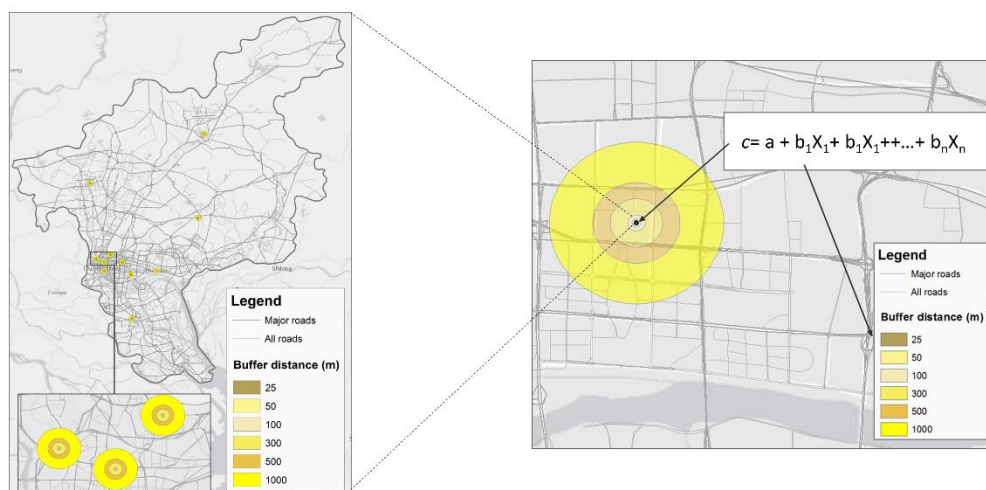 Shitong
Foshan
Legend
Major roads
All roads
Buffer distance (m)
25
50
100
300
500
1000
c= a + b₁X₁+ b₁X₁++...+ bₙXₙ
Legend
Major roads
All roads
Buffer distance (m)
25
50
100
300
500
1000